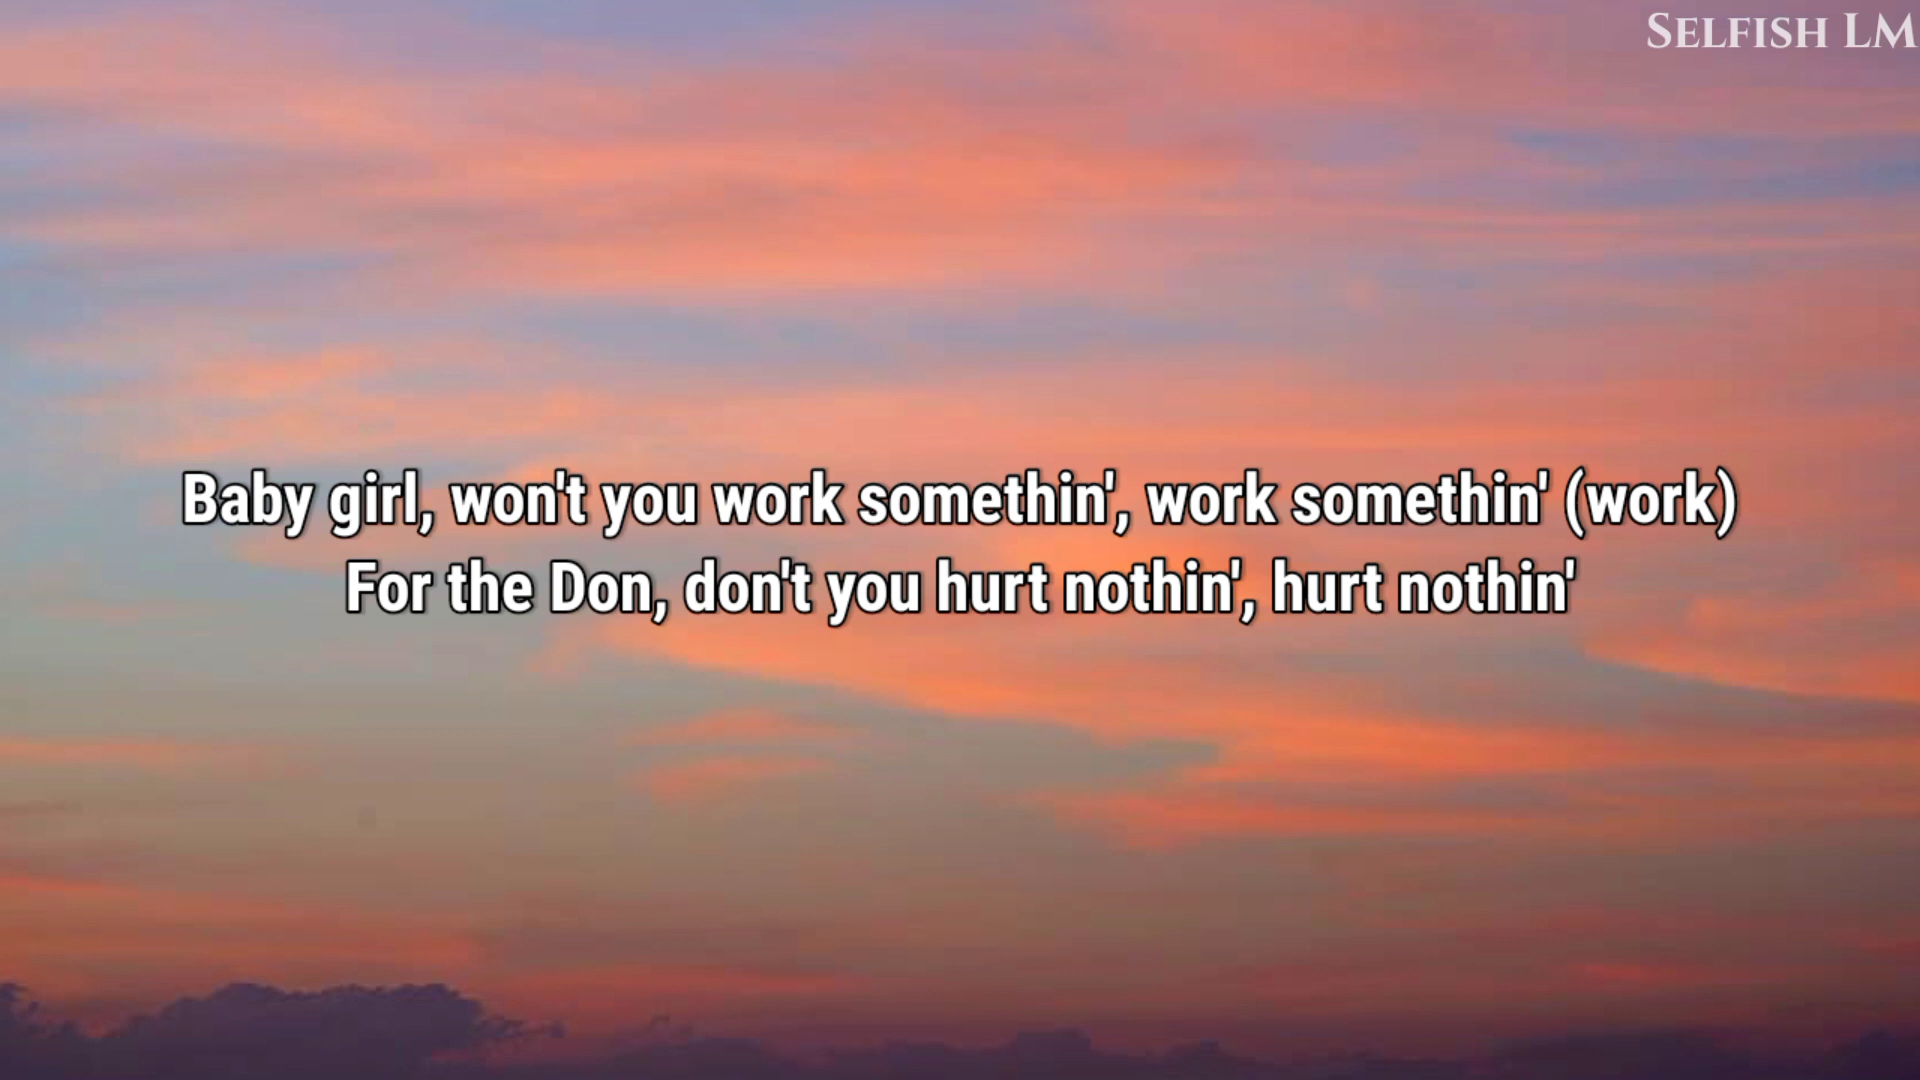 SELFISH LM
Baby girl, won't you work somethin', work somethin' (work)
For the Don, don't you hurt nothin', hurt nothin'